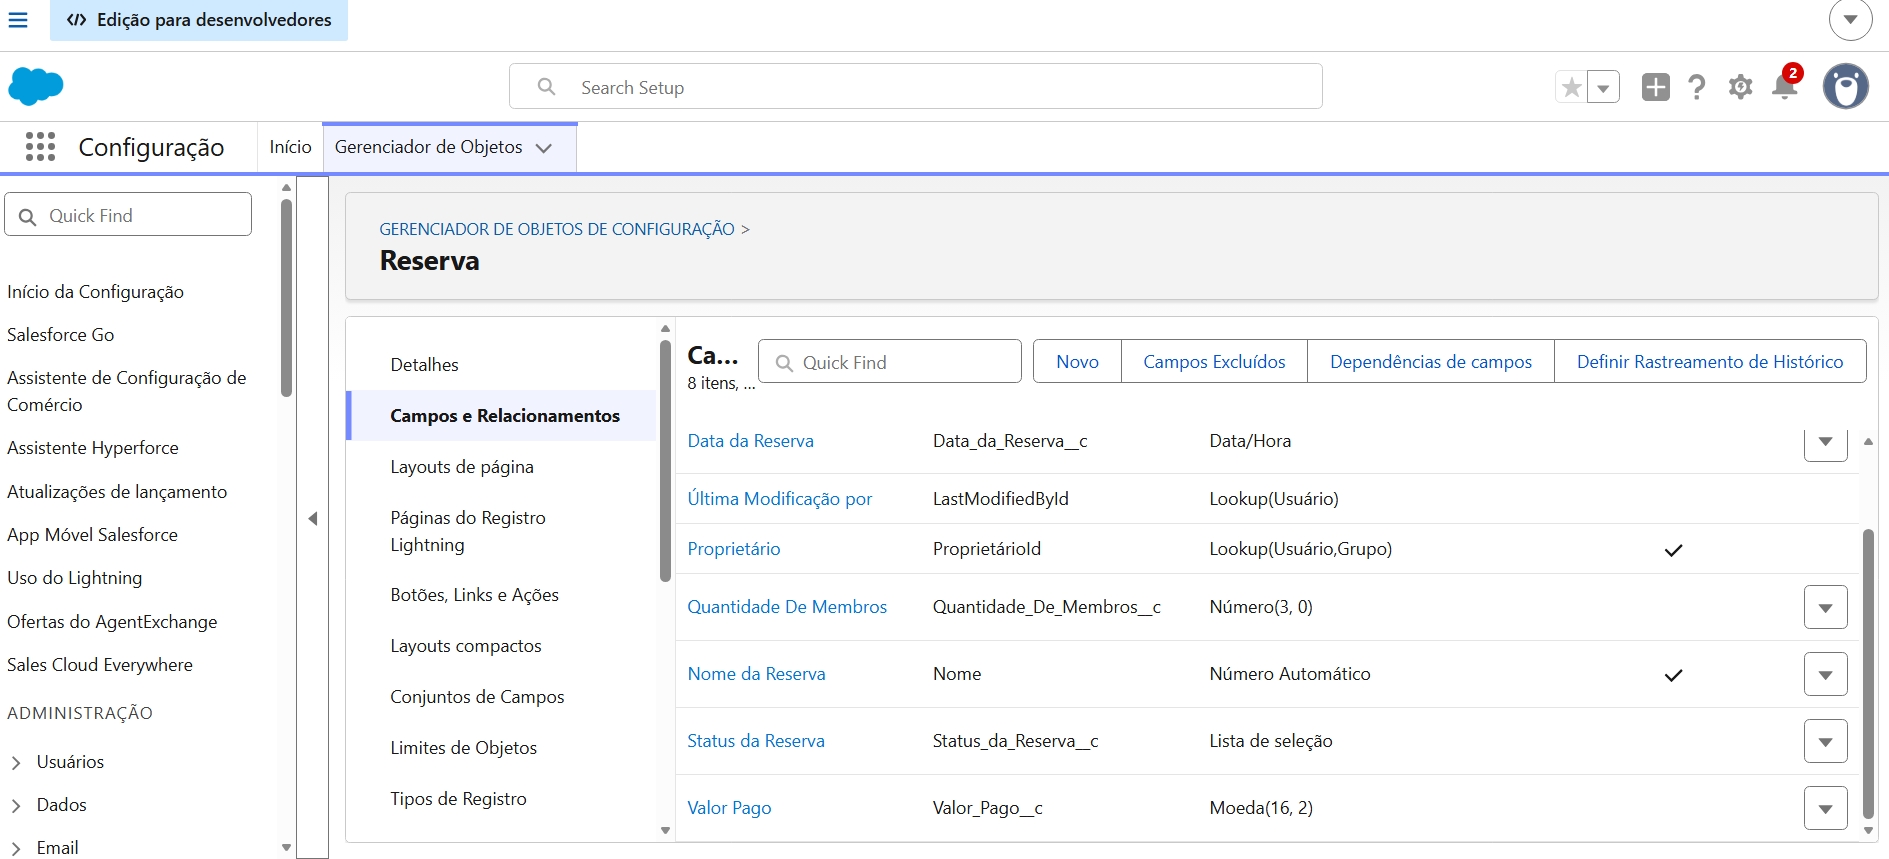 Edição para desenvolvedores
Search Setup
2
Configuração
Início
Gerenciador de Objetos
Quick Find
Início da Configuração
Salesforce Go
Assistente de Configuração de
Comércio
Assistente Hyperforce
Atualizações de lançamento
App Móvel Salesforce
Uso do Lightning
Ofertas do AgentExchange
Sales Cloud Everywhere
ADMINISTRAÇÃO
Usuários
Dados
Email
GERENCIADOR DE OBJETOS DE CONFIGURAÇÃO >
Reserva
Detalhes
Campos e Relacionamentos
Layouts de página
Páginas do Registro
Lightning
Botões, Links e Ações
Layouts compactos
Conjuntos de Campos
Limites de Objetos
Tipos de Registro
Ca...
8 itens, ...
Quick Find
Novo
Campos Excluídos
Dependências de campos
Definir Rastreamento de Histórico
Data da Reserva Data_da_Reserva__c Data/Hora
Última Modificação por LastModifiedById Lookup(Usuário)
Proprietário ProprietárioId Lookup(Usuário,Grupo)
Quantidade De Membros Quantidade_De_Membros__c Número(3, 0)
Nome da Reserva Nome Número Automático
Status da Reserva Status_da_Reserva__c Lista de seleção
Valor Pago Valor_Pago__c Moeda(16, 2)